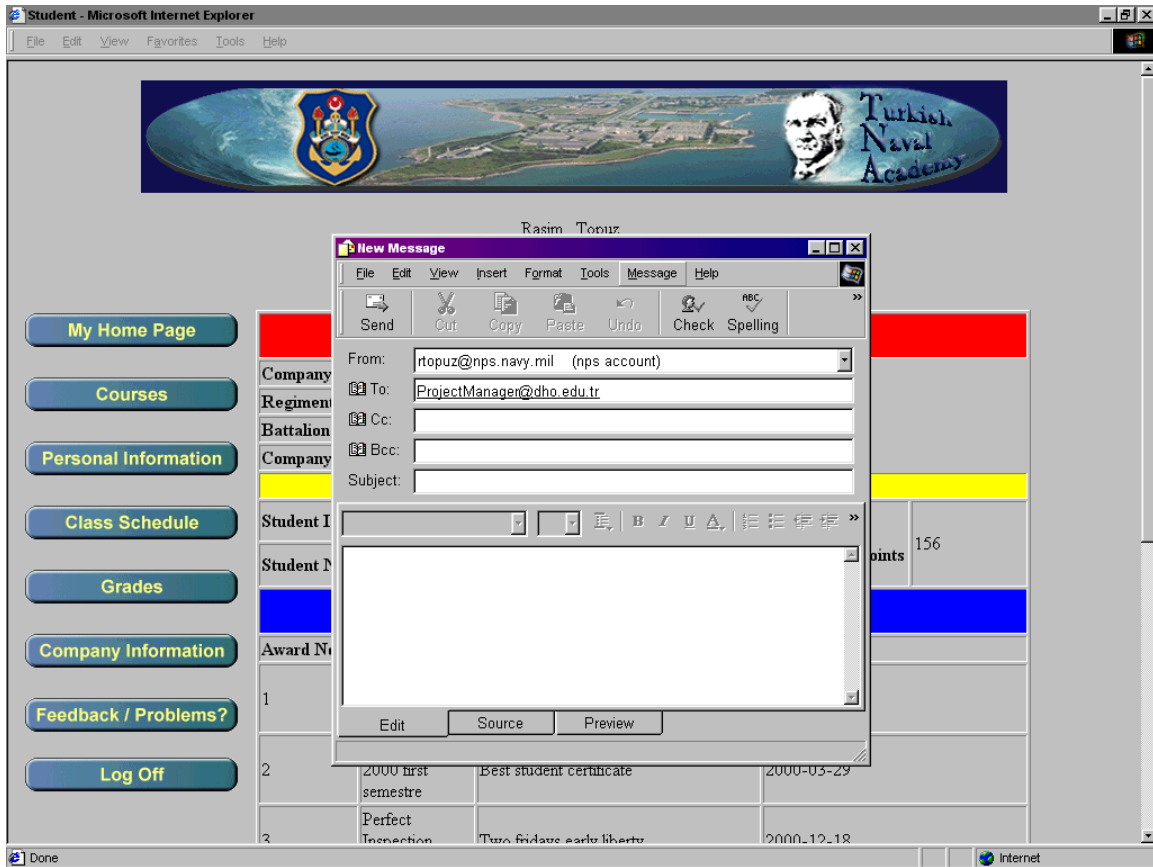 Student - Microsoft Internet Explorer
File Edit View Favorites Tools Help
Turkish
Naval
Academy
Rasim Topuz
New Message
File Edit View Insert Format Tools Message Help
Send Cut Copy Paste Undo Check ABC Spelling »
From: rtopuz@nps.navy.mil (nps account)
To: ProjectManager@dho.edu.tr
Cc:
Bcc:
Subject:
B I U A »
Edit Source Preview
My Home Page
Courses
Personal Information
Class Schedule
Grades
Company Information
Feedback / Problems?
Log Off
Company
Regiment
Battalion
Company
Student I
oints 156
Student N
Award N
1
2 2000 first semestre Best student certificate 2000-03-29
3 Perfect Inspection Two fridays early liberty 2000-12-18
Done Internet